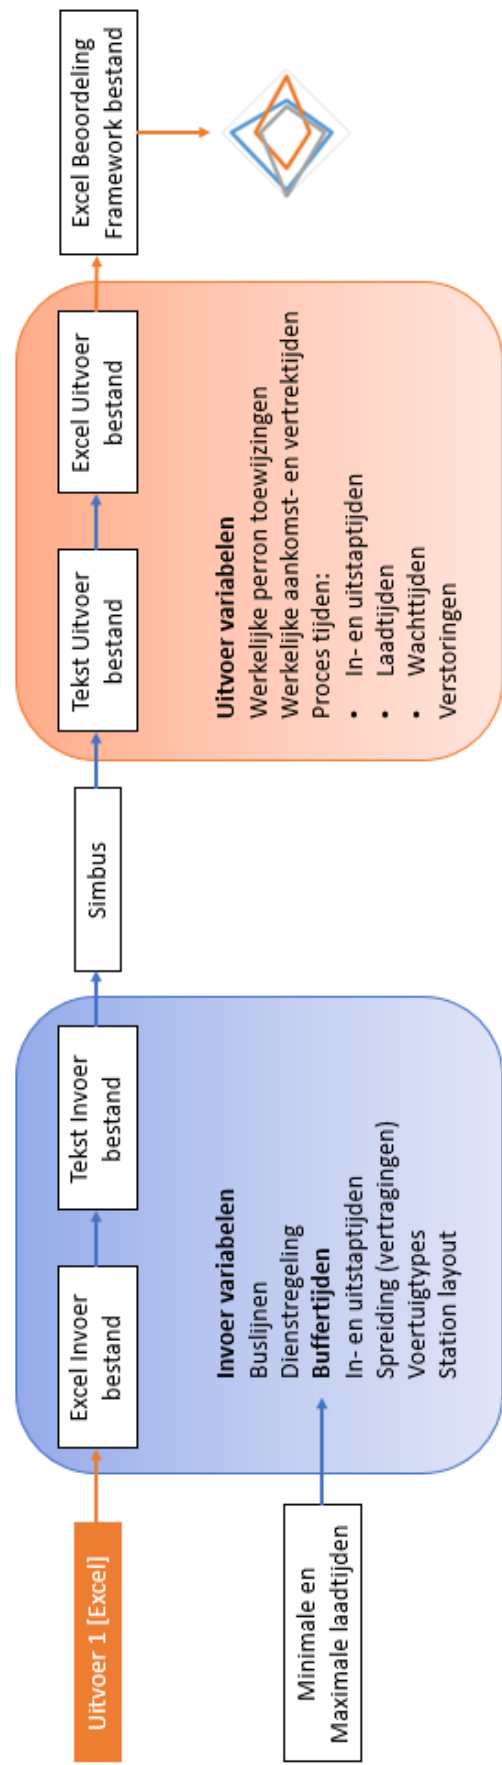 Uitvoer 1 [Excel]
Minimale en
Maximale laadtijden
Excel Invoer
bestand
Tekst Invoer
bestand
Invoer variabelen
Buslijnen
Dienstregeling
Buffertijden
In- en uitstaptijden
Spreiding (vertragingen)
Voertuigtypes
Station layout
Simbus
Tekst Uitvoer
bestand
Excel Uitvoer
bestand
Uitvoer variabelen
Werkelijke perron toewijzingen
Werkelijke aankomst- en vertrektijden
Proces tijden:
• In- en uitstaptijden
• Laadtijden
• Wachttijden
Verstoringen
Excel Beoordeling
Framework bestand